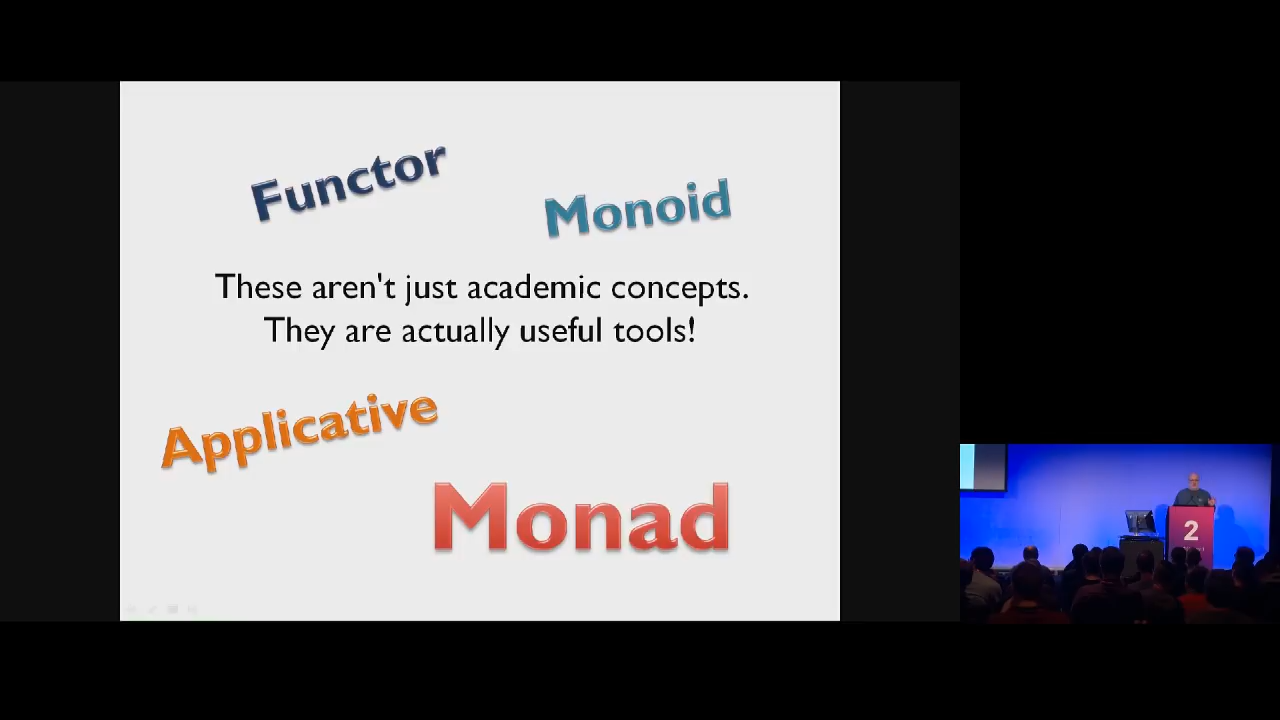 Functor
Monoid
These aren't just academic concepts.
They are actually useful tools!
Applicative
Monad
2